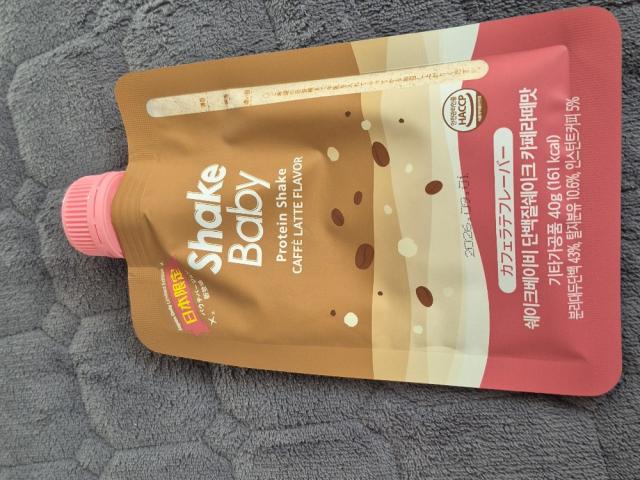 日本限定
Shake
Baby
Protein Shake
CAFFÈ LATTE FLAVOR
HACCP
2026.09.01
カフェラテフレーバー
쉐이크베이비 단백질쉐이크 카페라떼맛
기타가공품 40g (161 kcal)
분리대두단백 43%, 탈지분유 10.6%, 인스턴트커피 5%